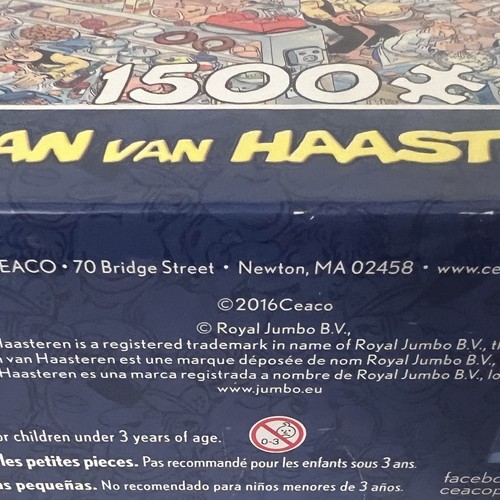 1500
AN VAN HAAST
EACO • 70 Bridge Street • Newton, MA 02458 • www.ce
©2016Ceaco
© Royal Jumbo B.V.,
Haasteren is a registered trademark in name of Royal Jumbo B.V., th
n van Haasteren est une marque déposée de nom Royal Jumbo B.V.,
Haasteren es una marca registrada a nombre de Royal Jumbo B.V., lo
www.jumbo.eu
or children under 3 years of age.
0-3
les petites pieces. Pas recommandé pour les enfants sous 3 ans.
as pequeñas. No recomendado para niños menores de 3 años.
facebo
ceacop